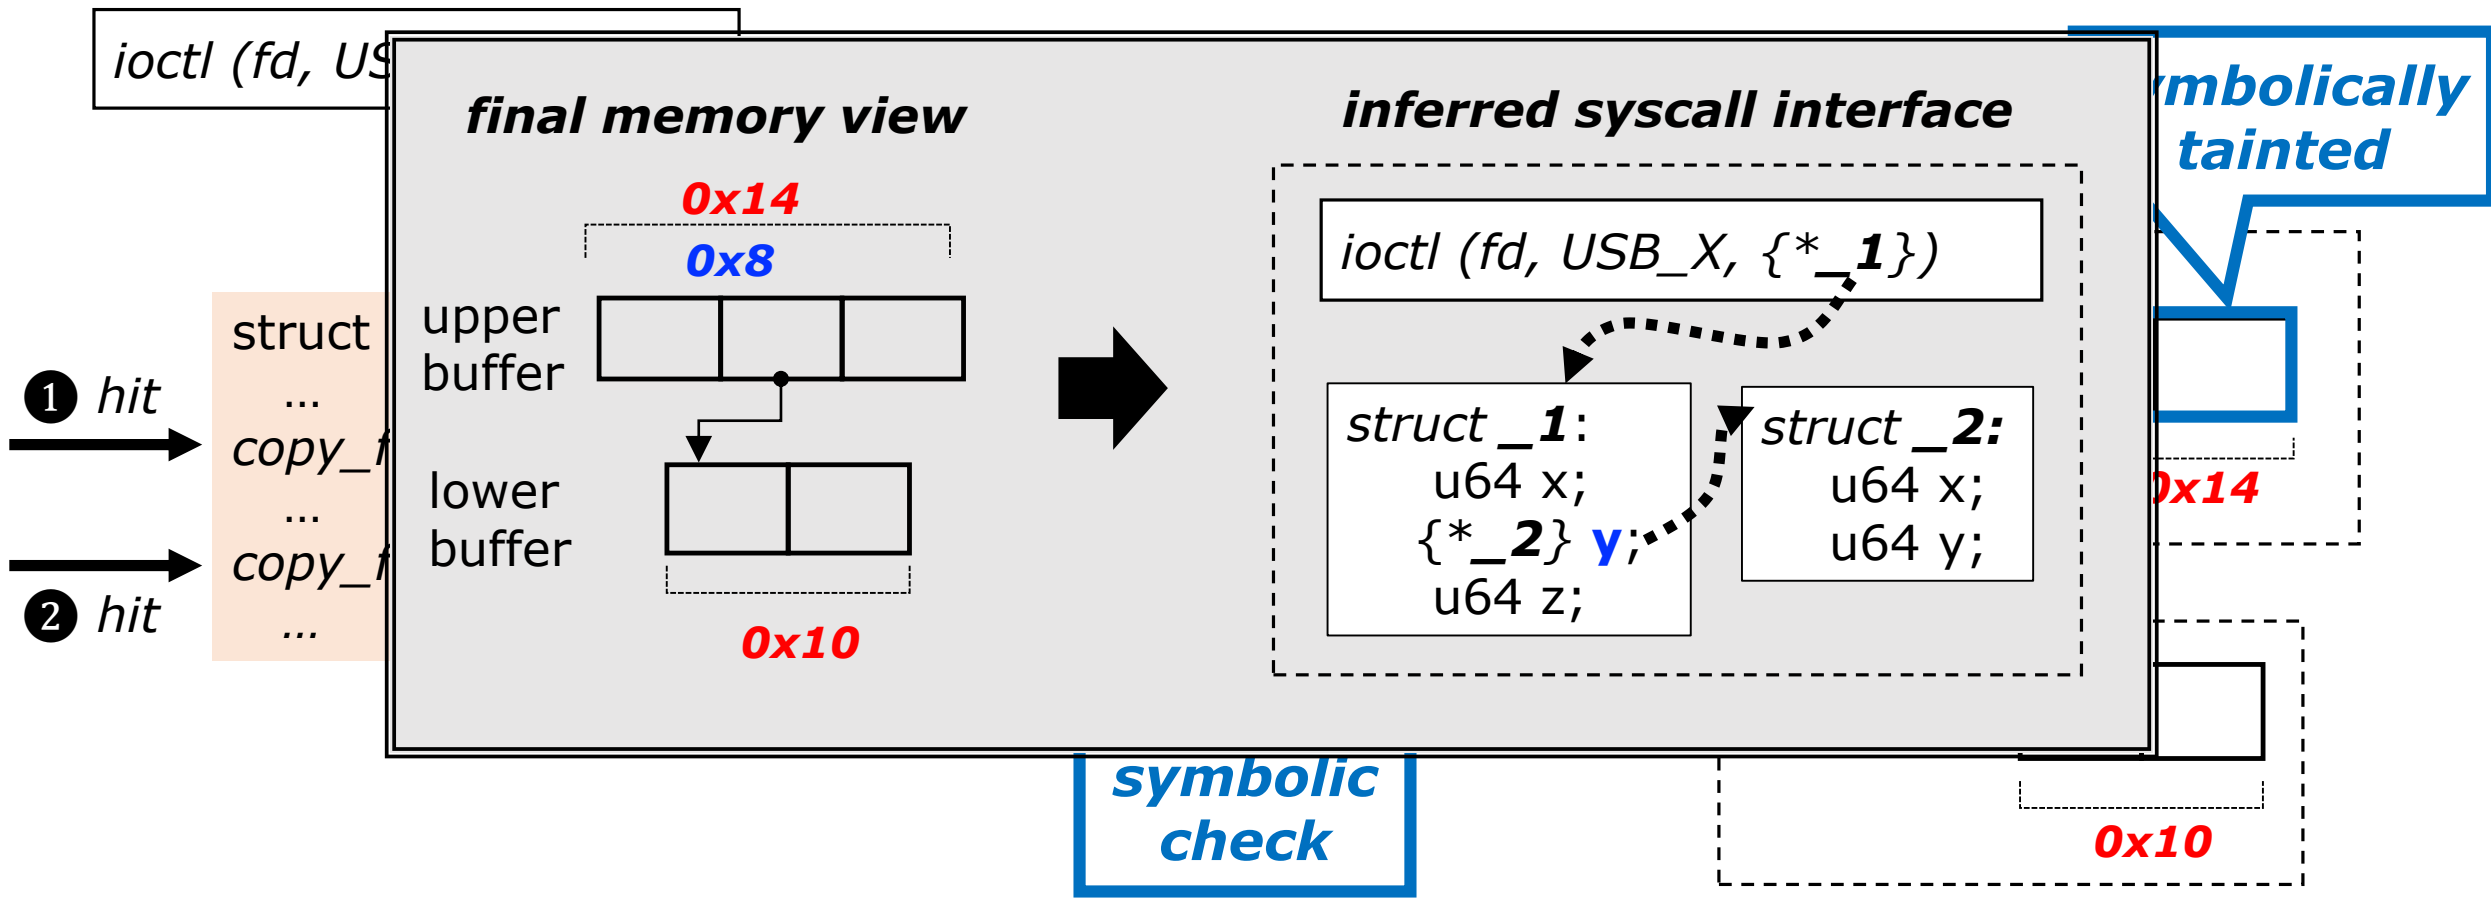 ioctl (fd, US
final memory view
0x14
0x8
upper
buffer
lower
buffer
0x10
inferred syscall interface
ioctl (fd, USB_X, {*_1})
struct _1:
u64 x;
{*_2} y;
u64 z;
struct _2:
u64 x;
u64 y;
struct
...
1 hit
copy_f
...
copy_f
2 hit
...
ymbolically
tainted
0x14
0x10
symbolic
check